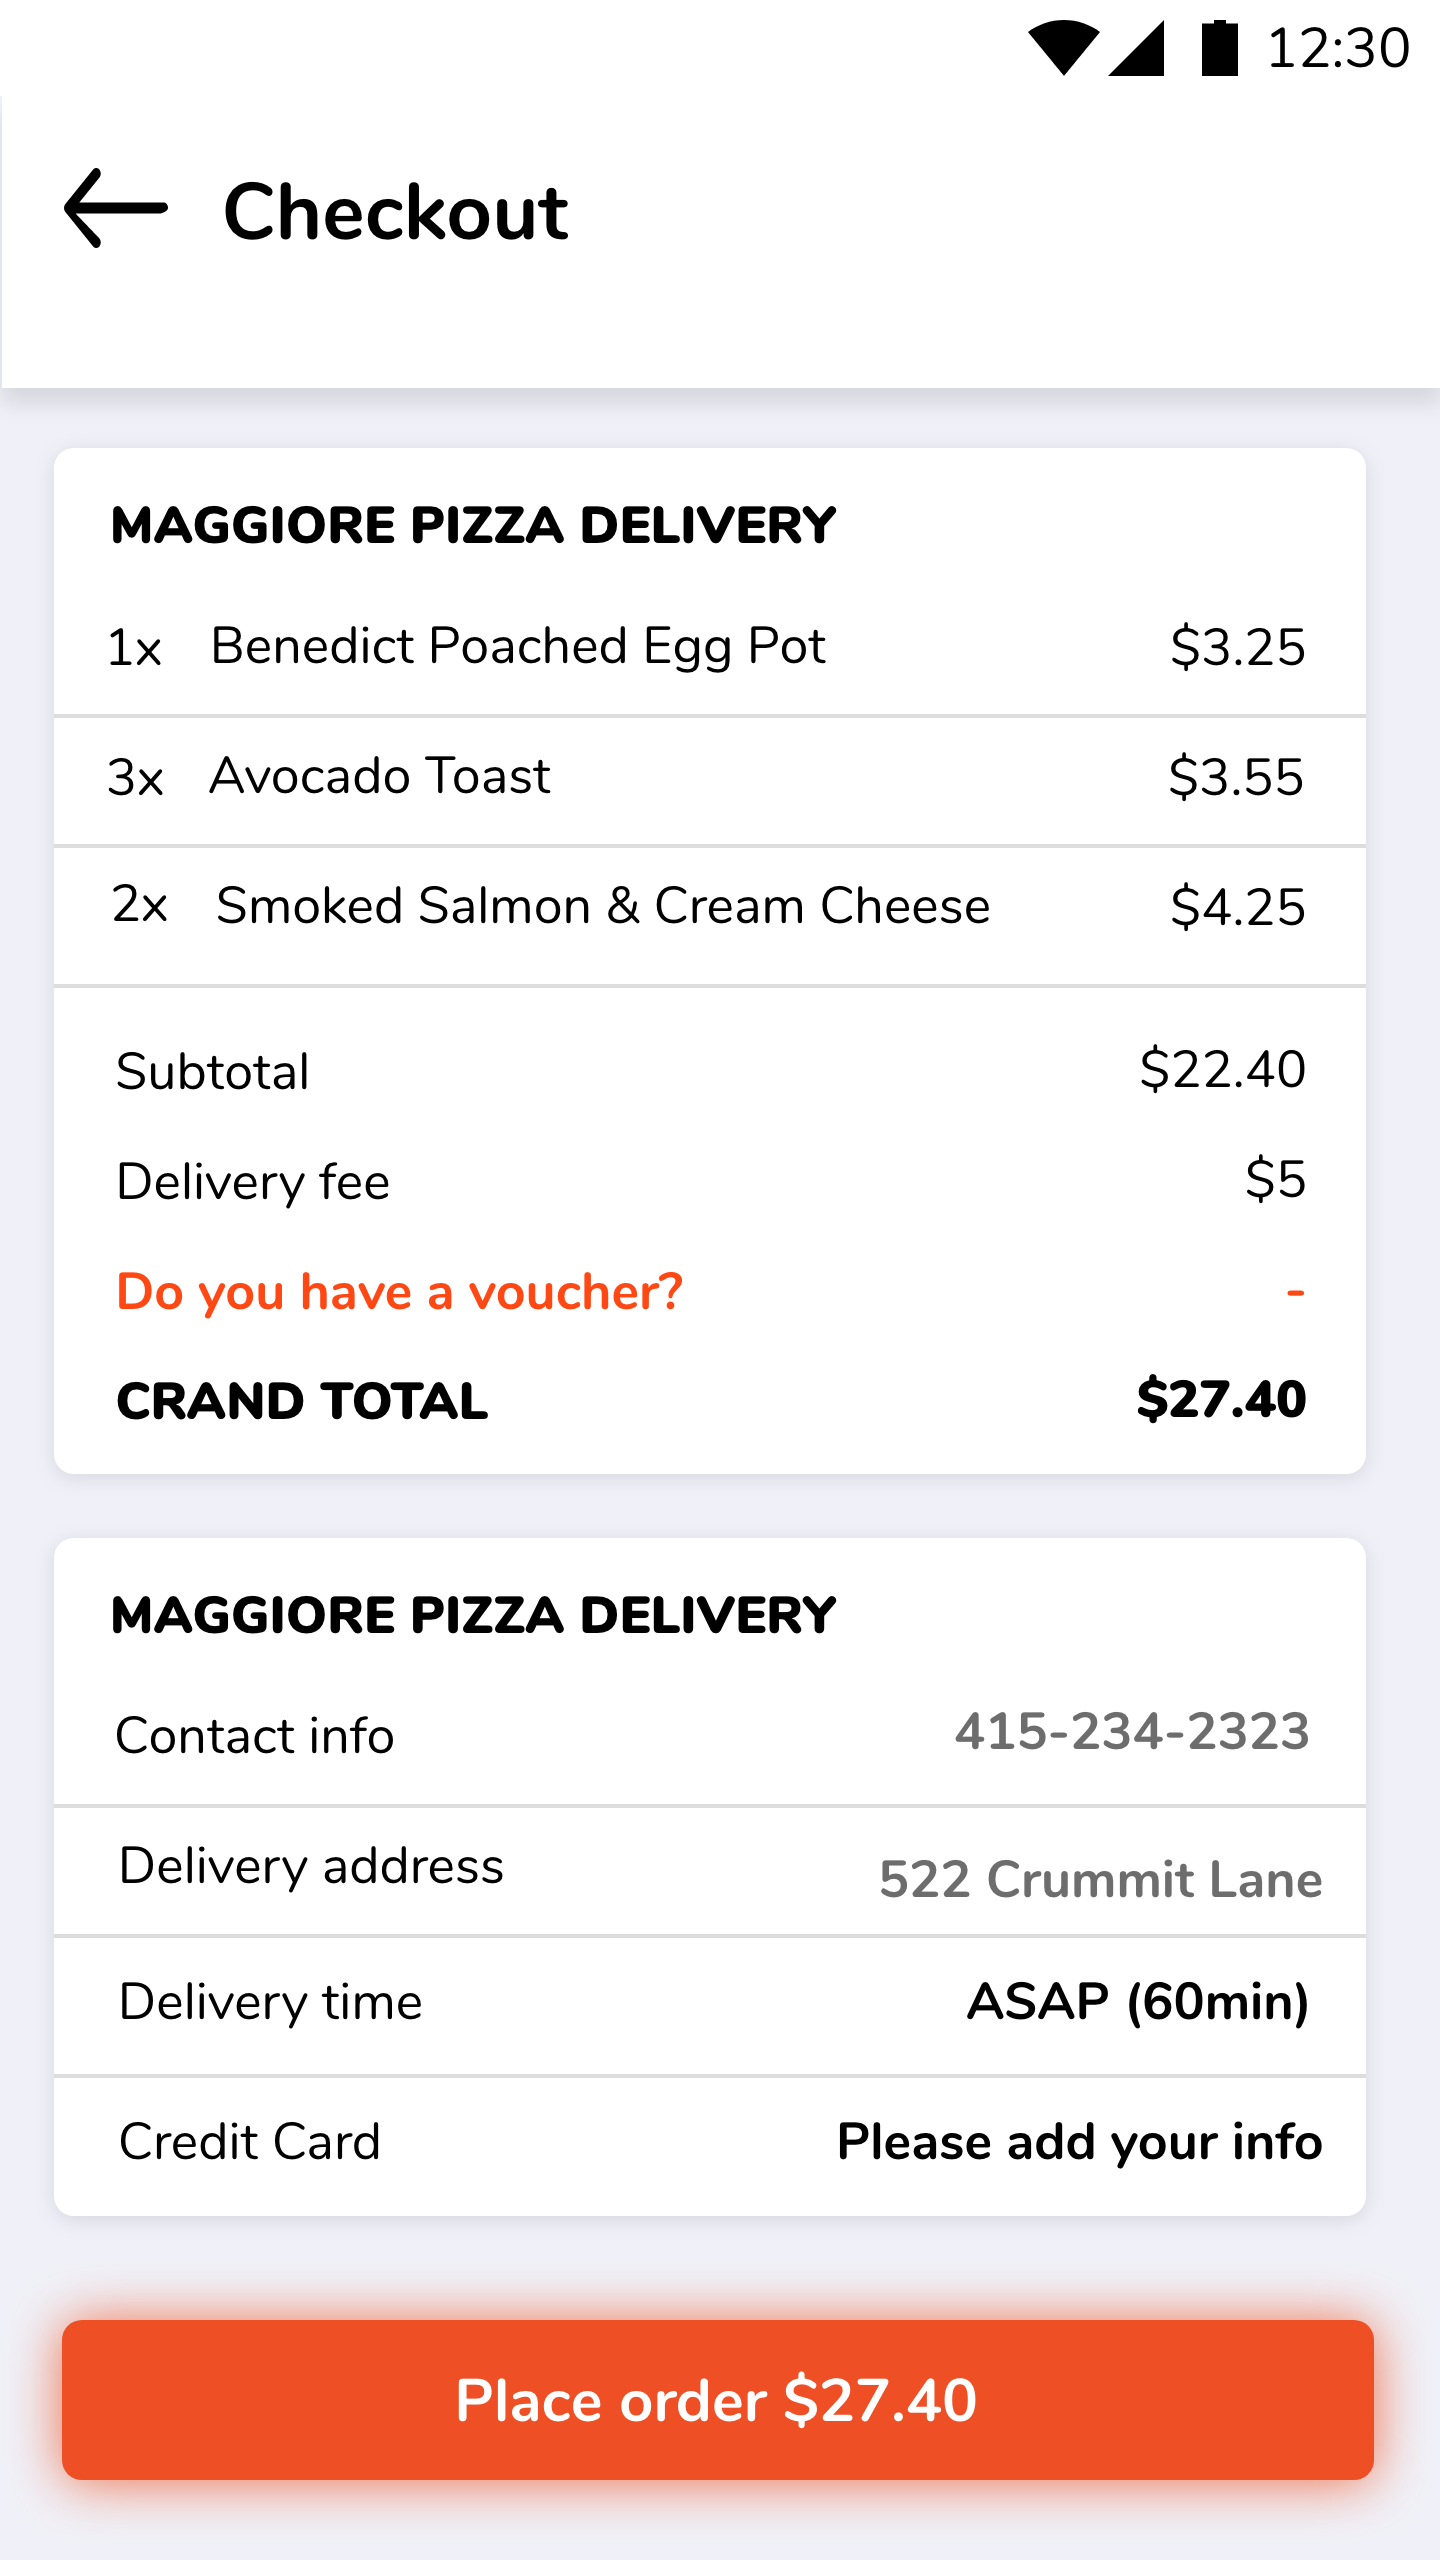 12:30
Checkout
MAGGIORE PIZZA DELIVERY
1x Benedict Poached Egg Pot $3.25
3x Avocado Toast $3.55
2x Smoked Salmon & Cream Cheese $4.25
Subtotal $22.40
Delivery fee $5
Do you have a voucher? -
CRAND TOTAL $27.40
MAGGIORE PIZZA DELIVERY
Contact info 415-234-2323
Delivery address 522 Crummit Lane
Delivery time ASAP (60min)
Credit Card Please add your info
Place order $27.40